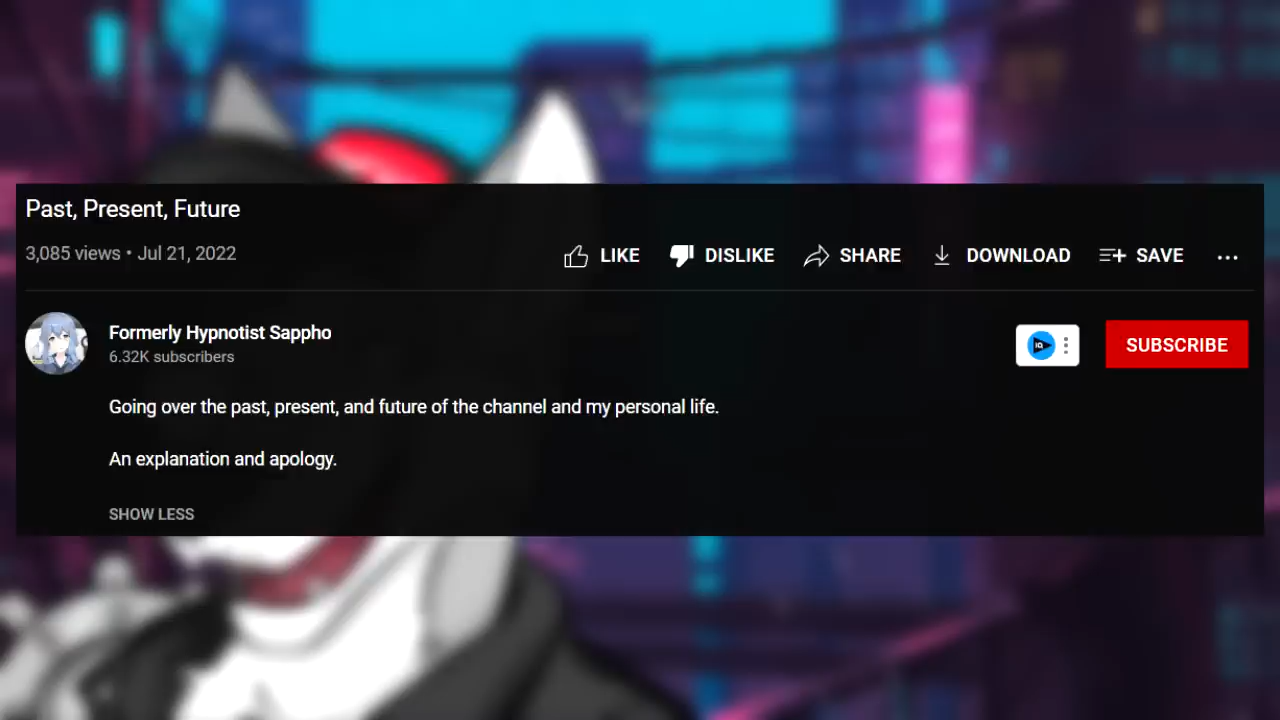 Past, Present, Future
3,085 views • Jul 21, 2022
LIKE DISLIKE SHARE DOWNLOAD SAVE ...
Formerly Hypnotist Sappho
6.32K subscribers
IQ
SUBSCRIBE
Going over the past, present, and future of the channel and my personal life.
An explanation and apology.
SHOW LESS